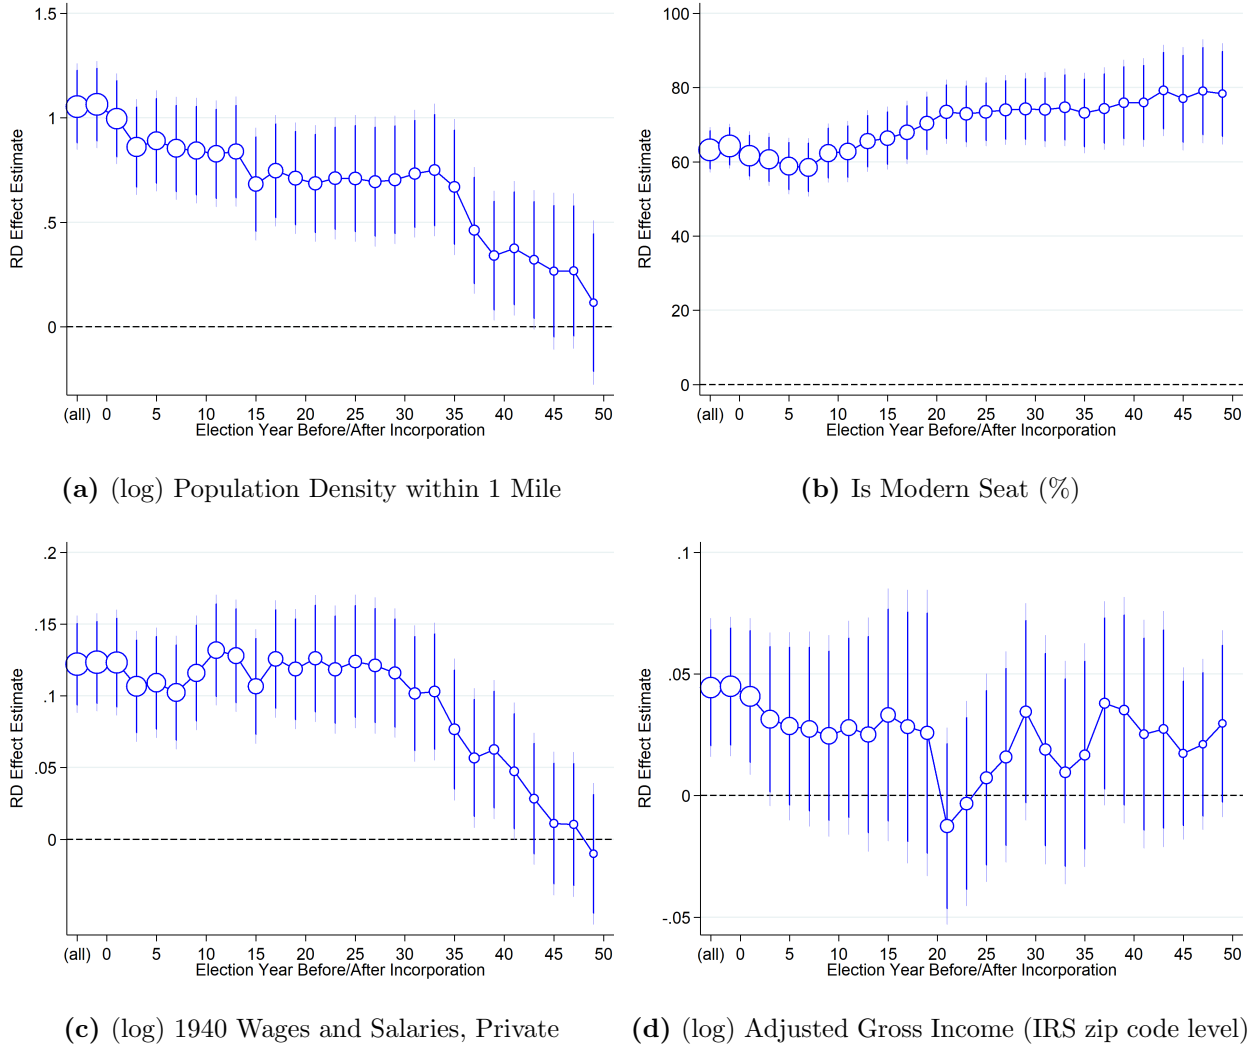 1.5
1
.5
0
RD Effect Estimate
(all) 0 5 10 15 20 25 30 35 40 45 50
Election Year Before/After Incorporation
(a) (log) Population Density within 1 Mile
100
80
60
40
20
0
RD Effect Estimate
(all) 0 5 10 15 20 25 30 35 40 45 50
Election Year Before/After Incorporation
(b) Is Modern Seat (%)
.2
.15
.1
.05
0
RD Effect Estimate
(all) 0 5 10 15 20 25 30 35 40 45 50
Election Year Before/After Incorporation
(c) (log) 1940 Wages and Salaries, Private
.1
.05
0
-.05
RD Effect Estimate
(all) 0 5 10 15 20 25 30 35 40 45 50
Election Year Before/After Incorporation
(d) (log) Adjusted Gross Income (IRS zip code level)